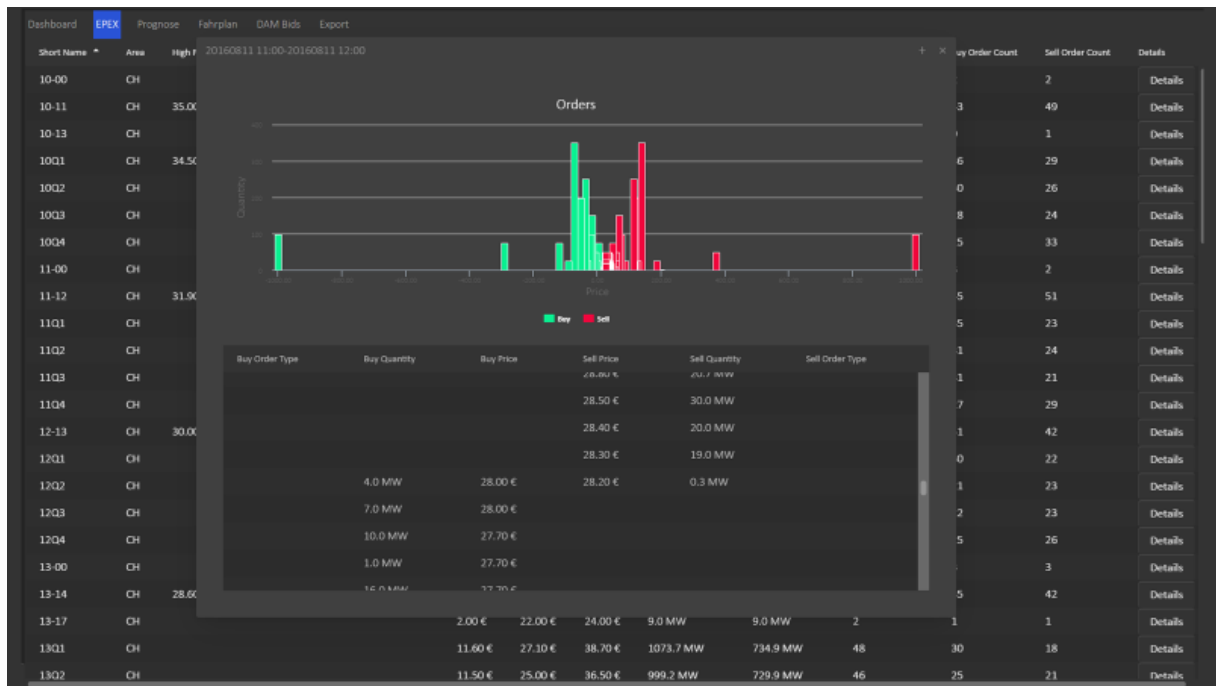 Dashboard EPEX Prognose Fahrplan DAM Bids Export
Short Name Area Buy Order Count Sell Order Count Details
20160811 11:00-20160811 12:00 + ×
10-00 CH 2 Details
10-11 CH 49 Details
10-13 CH 1 Details
10Q1 CH 29 Details
10Q2 CH 26 Details
10Q3 CH 24 Details
10Q4 CH 33 Details
11-00 CH 2 Details
11-12 CH 51 Details
11Q1 CH 23 Details
11Q2 CH 24 Details
11Q3 CH 21 Details
11Q4 CH 29 Details
12-13 CH 42 Details
12Q1 CH 22 Details
12Q2 CH 23 Details
12Q3 CH 23 Details
12Q4 CH 26 Details
13-00 CH 3 Details
13-14 CH 42 Details
13-17 CH 2.00 € 22.00 € 24.00 € 9.0 MW 9.0 MW 2 1 1 Details
13Q1 CH 11.60 € 27.10 € 38.70 € 1073.7 MW 734.9 MW 48 30 18 Details
13Q2 CH 11.50 € 25.00 € 36.50 € 999.2 MW 729.9 MW 46 25 21 Details
Orders
Quantity
Price
Buy Sell
Buy Order Type Buy Quantity Buy Price Sell Price Sell Quantity Sell Order Type
28.80 € 20.7 MW
28.50 € 30.0 MW
28.40 € 20.0 MW
28.30 € 19.0 MW
4.0 MW 28.00 € 28.20 € 0.3 MW
7.0 MW 28.00 €
10.0 MW 27.70 €
1.0 MW 27.70 €
16.0 MW 27.70 €